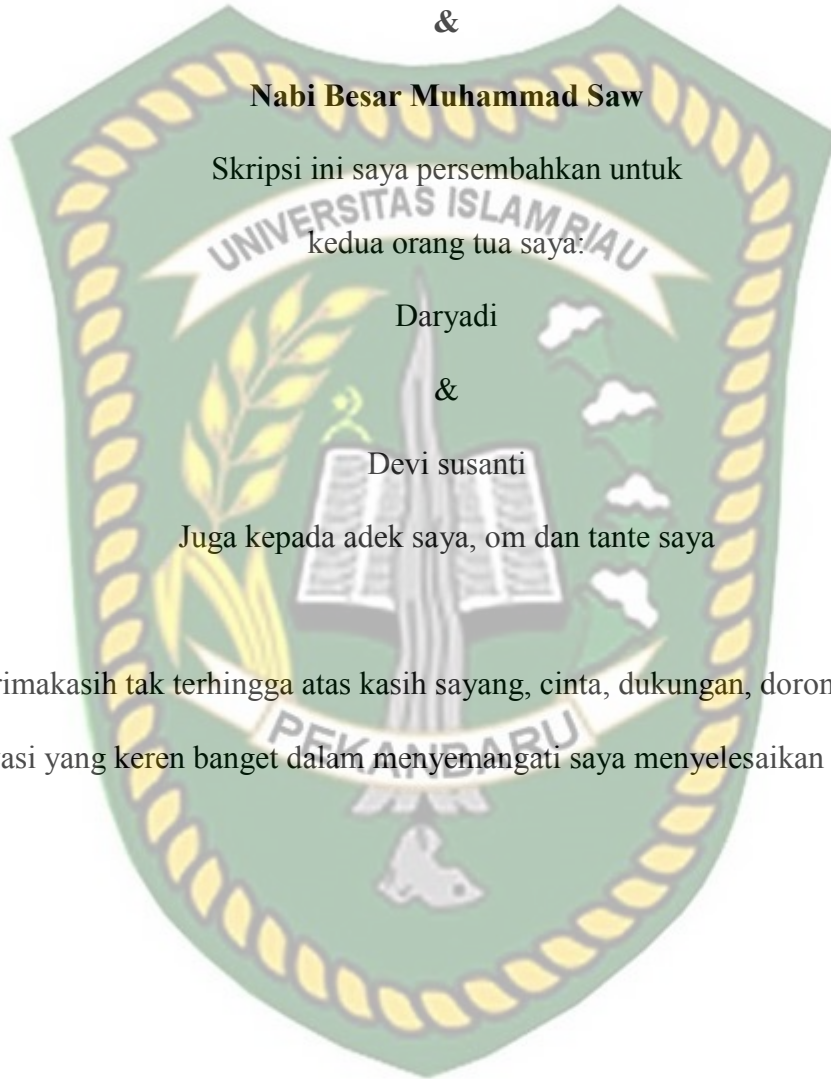 &
Nabi Besar Muhammad Saw
Skripsi ini saya persembahkan untuk
UNIVERSITAS ISLAM RIAU
kedua orang tua saya:
Daryadi
&
Devi susanti
Juga kepada adek saya, om dan tante saya
rimakasih tak terhingga atas kasih sayang, cinta, dukungan, doron
PEKANBARU
asi yang keren banget dalam menyemangati saya menyelesaikan